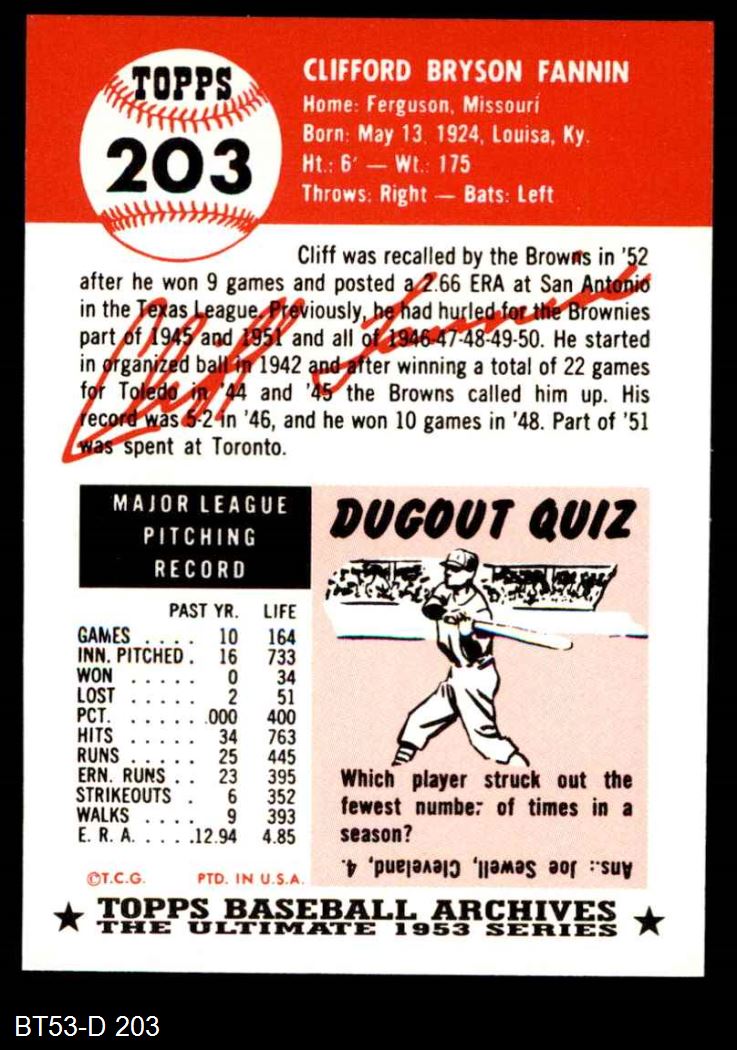 TOPPS
203
CLIFFORD BRYSON FANNIN
Home: Ferguson, Missouri
Born: May 13, 1924, Louisa, Ky.
Ht.: 6' — Wt.: 175
Throws: Right — Bats: Left
Cliff was recalled by the Browns in '52
after he won 9 games and posted a 2.66 ERA at San Antonio
in the Texas League. Previously, he had hurled for the Brownies
part of 1945 and 1951 and all of 1946-47-48-49-50. He started
in organized ball in 1942 and after winning a total of 22 games
for Toledo in '44 and '45 the Browns called him up. His
record was 5-2 in '46, and he won 10 games in '48. Part of '51
was spent at Toronto.
Cliff Fannin
MAJOR LEAGUE
PITCHING
RECORD
PAST YR. LIFE
GAMES . . . . 10 164
INN. PITCHED . 16 733
WON . . . . . 0 34
LOST . . . . . 2 51
PCT. . . . . . .000 400
HITS . . . . . 34 763
RUNS . . . . . 25 445
ERN. RUNS . . 23 395
STRIKEOUTS . 6 352
WALKS . . . . 9 393
E. R. A. . . . . .12.94 4.85
DUGOUT QUIZ
Which player struck out the
fewest number of times in a
season?
Ans.: Joe Sewell, Cleveland, 4.
©T.C.G. PTD. IN U.S.A.
★ TOPPS BASEBALL ARCHIVES ★
THE ULTIMATE 1953 SERIES
BT53-D 203